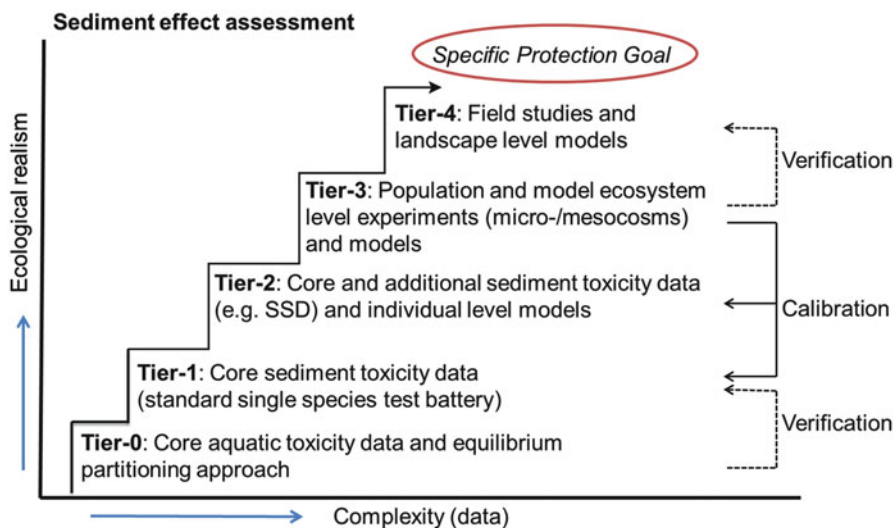 Sediment effect assessment
Specific Protection Goal
Tier-4: Field studies and
landscape level models
Verification
Tier-3: Population and model ecosystem
level experiments (micro-/mesocosms)
and models
Tier-2: Core and additional sediment toxicity data
(e.g. SSD) and individual level models
Calibration
Tier-1: Core sediment toxicity data
(standard single species test battery)
Verification
Tier-0: Core aquatic toxicity data and equilibrium
partitioning approach
Ecological realism
Complexity (data)